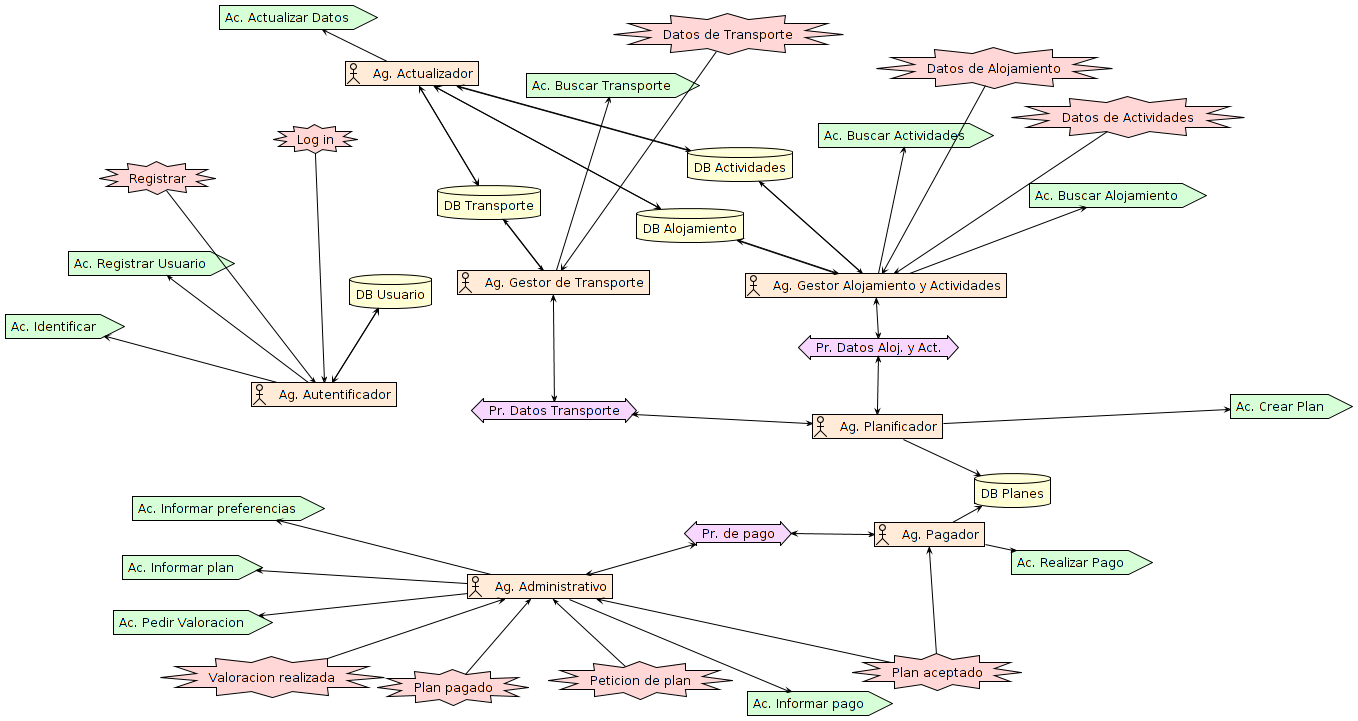 Ac. Actualizar Datos
Datos de Transporte
Ag. Actualizador
Datos de Alojamiento
Ac. Buscar Transporte
Datos de Actividades
Log in
Ac. Buscar Actividades
DB Actividades
Registrar
Ac. Buscar Alojamiento
DB Transporte
DB Alojamiento
Ac. Registrar Usuario
Ag. Gestor de Transporte
Ag. Gestor Alojamiento y Actividades
DB Usuario
Ac. Identificar
Pr. Datos Aloj. y Act.
Ag. Autentificador
Pr. Datos Transporte
Ac. Crear Plan
Ag. Planificador
DB Planes
Ac. Informar preferencias
Pr. de pago
Ag. Pagador
Ac. Realizar Pago
Ac. Informar plan
Ag. Administrativo
Ac. Pedir Valoracion
Valoracion realizada
Plan pagado
Peticion de plan
Plan aceptado
Ac. Informar pago